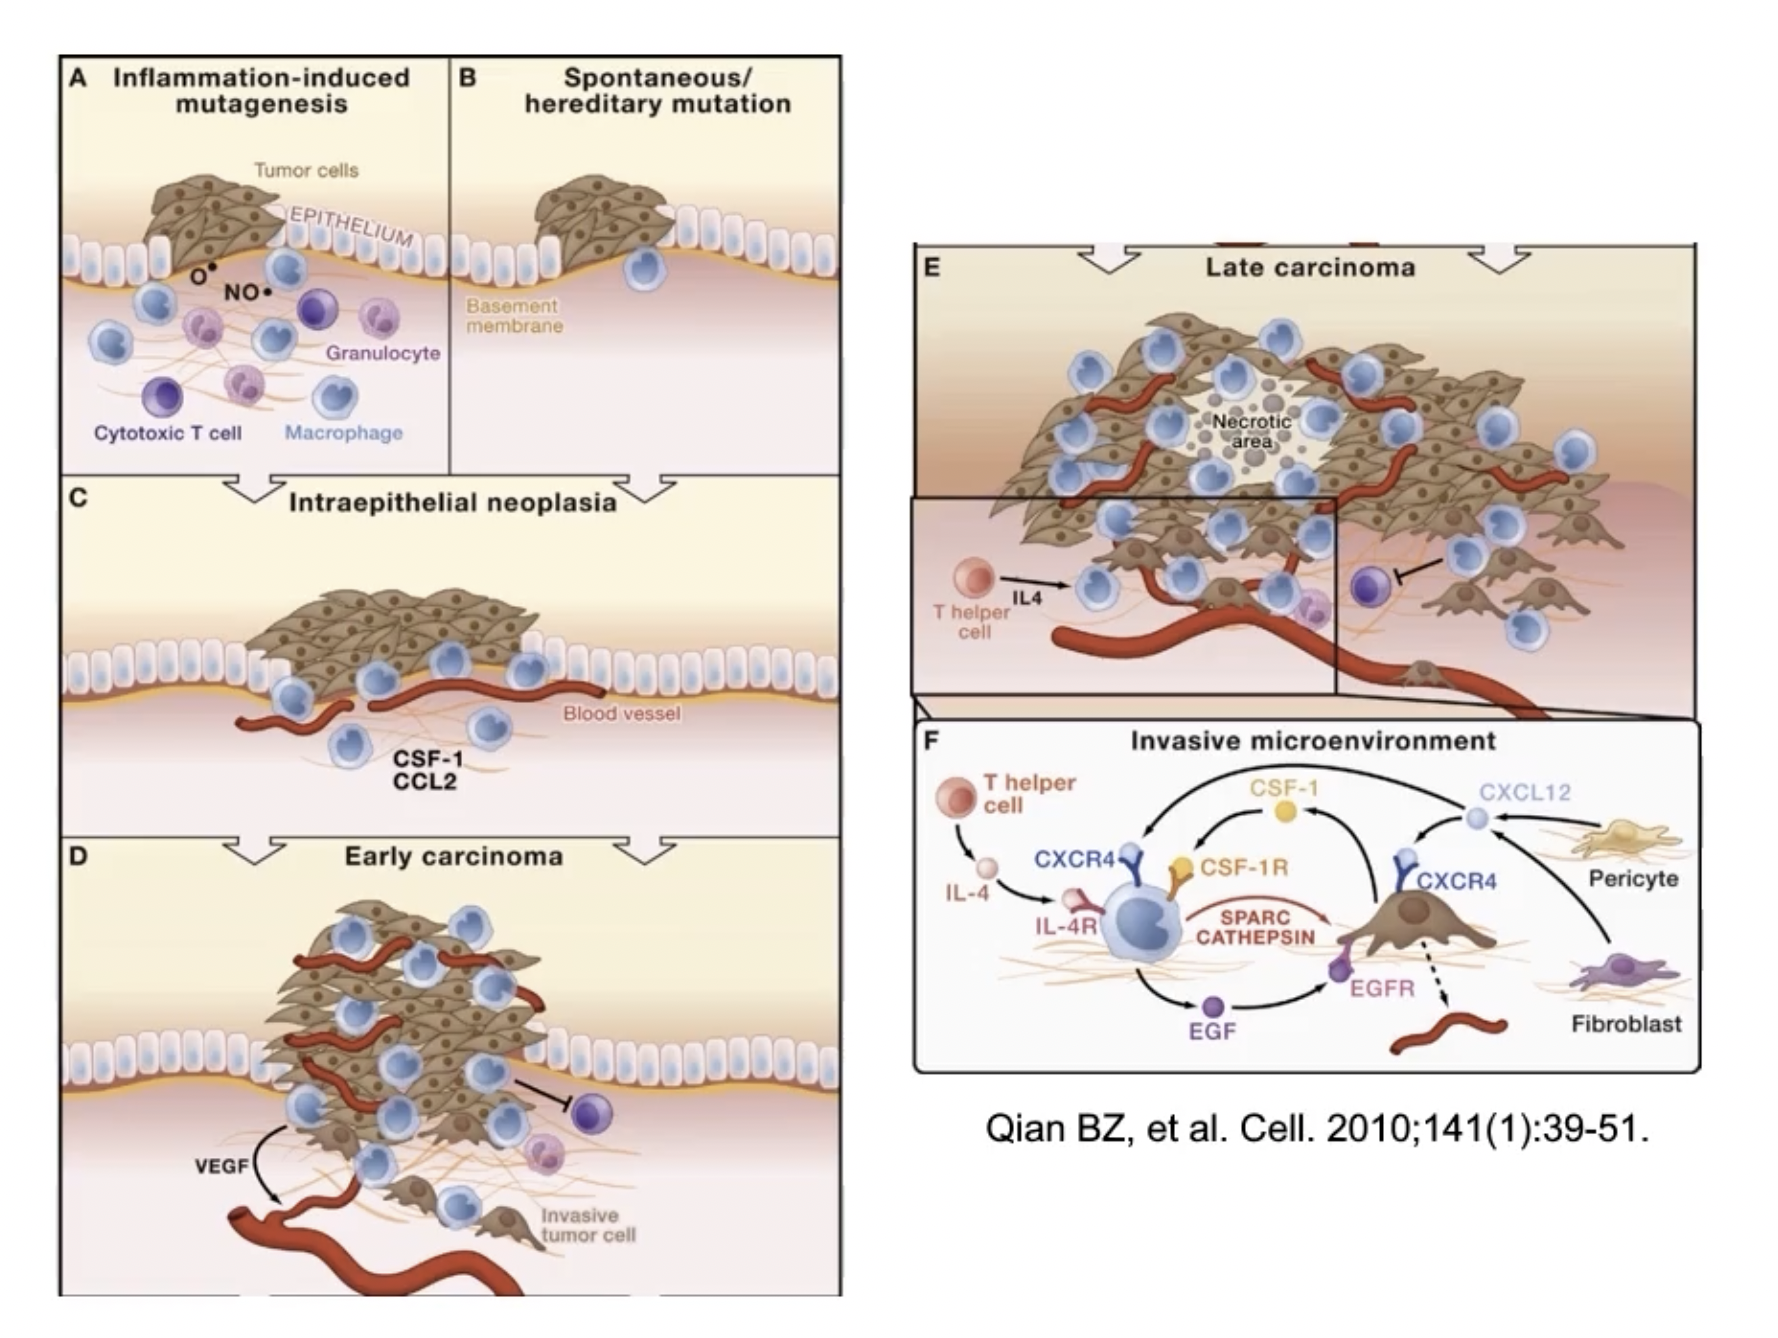 A
Inflammation-induced
mutagenesis
Tumor cells
EPITHELIUM
O•
NO•
Granulocyte
Cytotoxic T cell
Macrophage
B
Spontaneous/
hereditary mutation
Basement
membrane
C
Intraepithelial neoplasia
Blood vessel
CSF-1
CCL2
D
Early carcinoma
VEGF
Invasive
tumor cell
E
Late carcinoma
Necrotic
area
T helper
cell
IL4
F
Invasive microenvironment
T helper
cell
CSF-1
CXCL12
CXCR4
CSF-1R
IL-4
IL-4R
SPARC
CATHEPSIN
CXCR4
Pericyte
EGFR
EGF
Fibroblast
Qian BZ, et al. Cell. 2010;141(1):39-51.